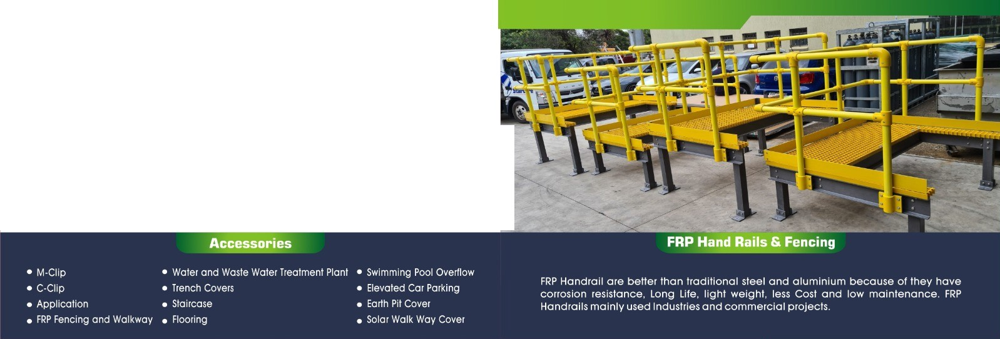 Accessories
M-Clip
C-Clip
Application
FRP Fencing and Walkway
Water and Waste Water Treatment Plant
Trench Covers
Staircase
Flooring
Swimming Pool Overflow
Elevated Car Parking
Earth Pit Cover
Solar Walk Way Cover
FRP Hand Rails & Fencing
FRP Handrail are better than traditional steel and aluminium because of they have
corrosion resistance, Long Life, light weight, less Cost and low maintenance. FRP
Handrails mainly used Industries and commercial projects.